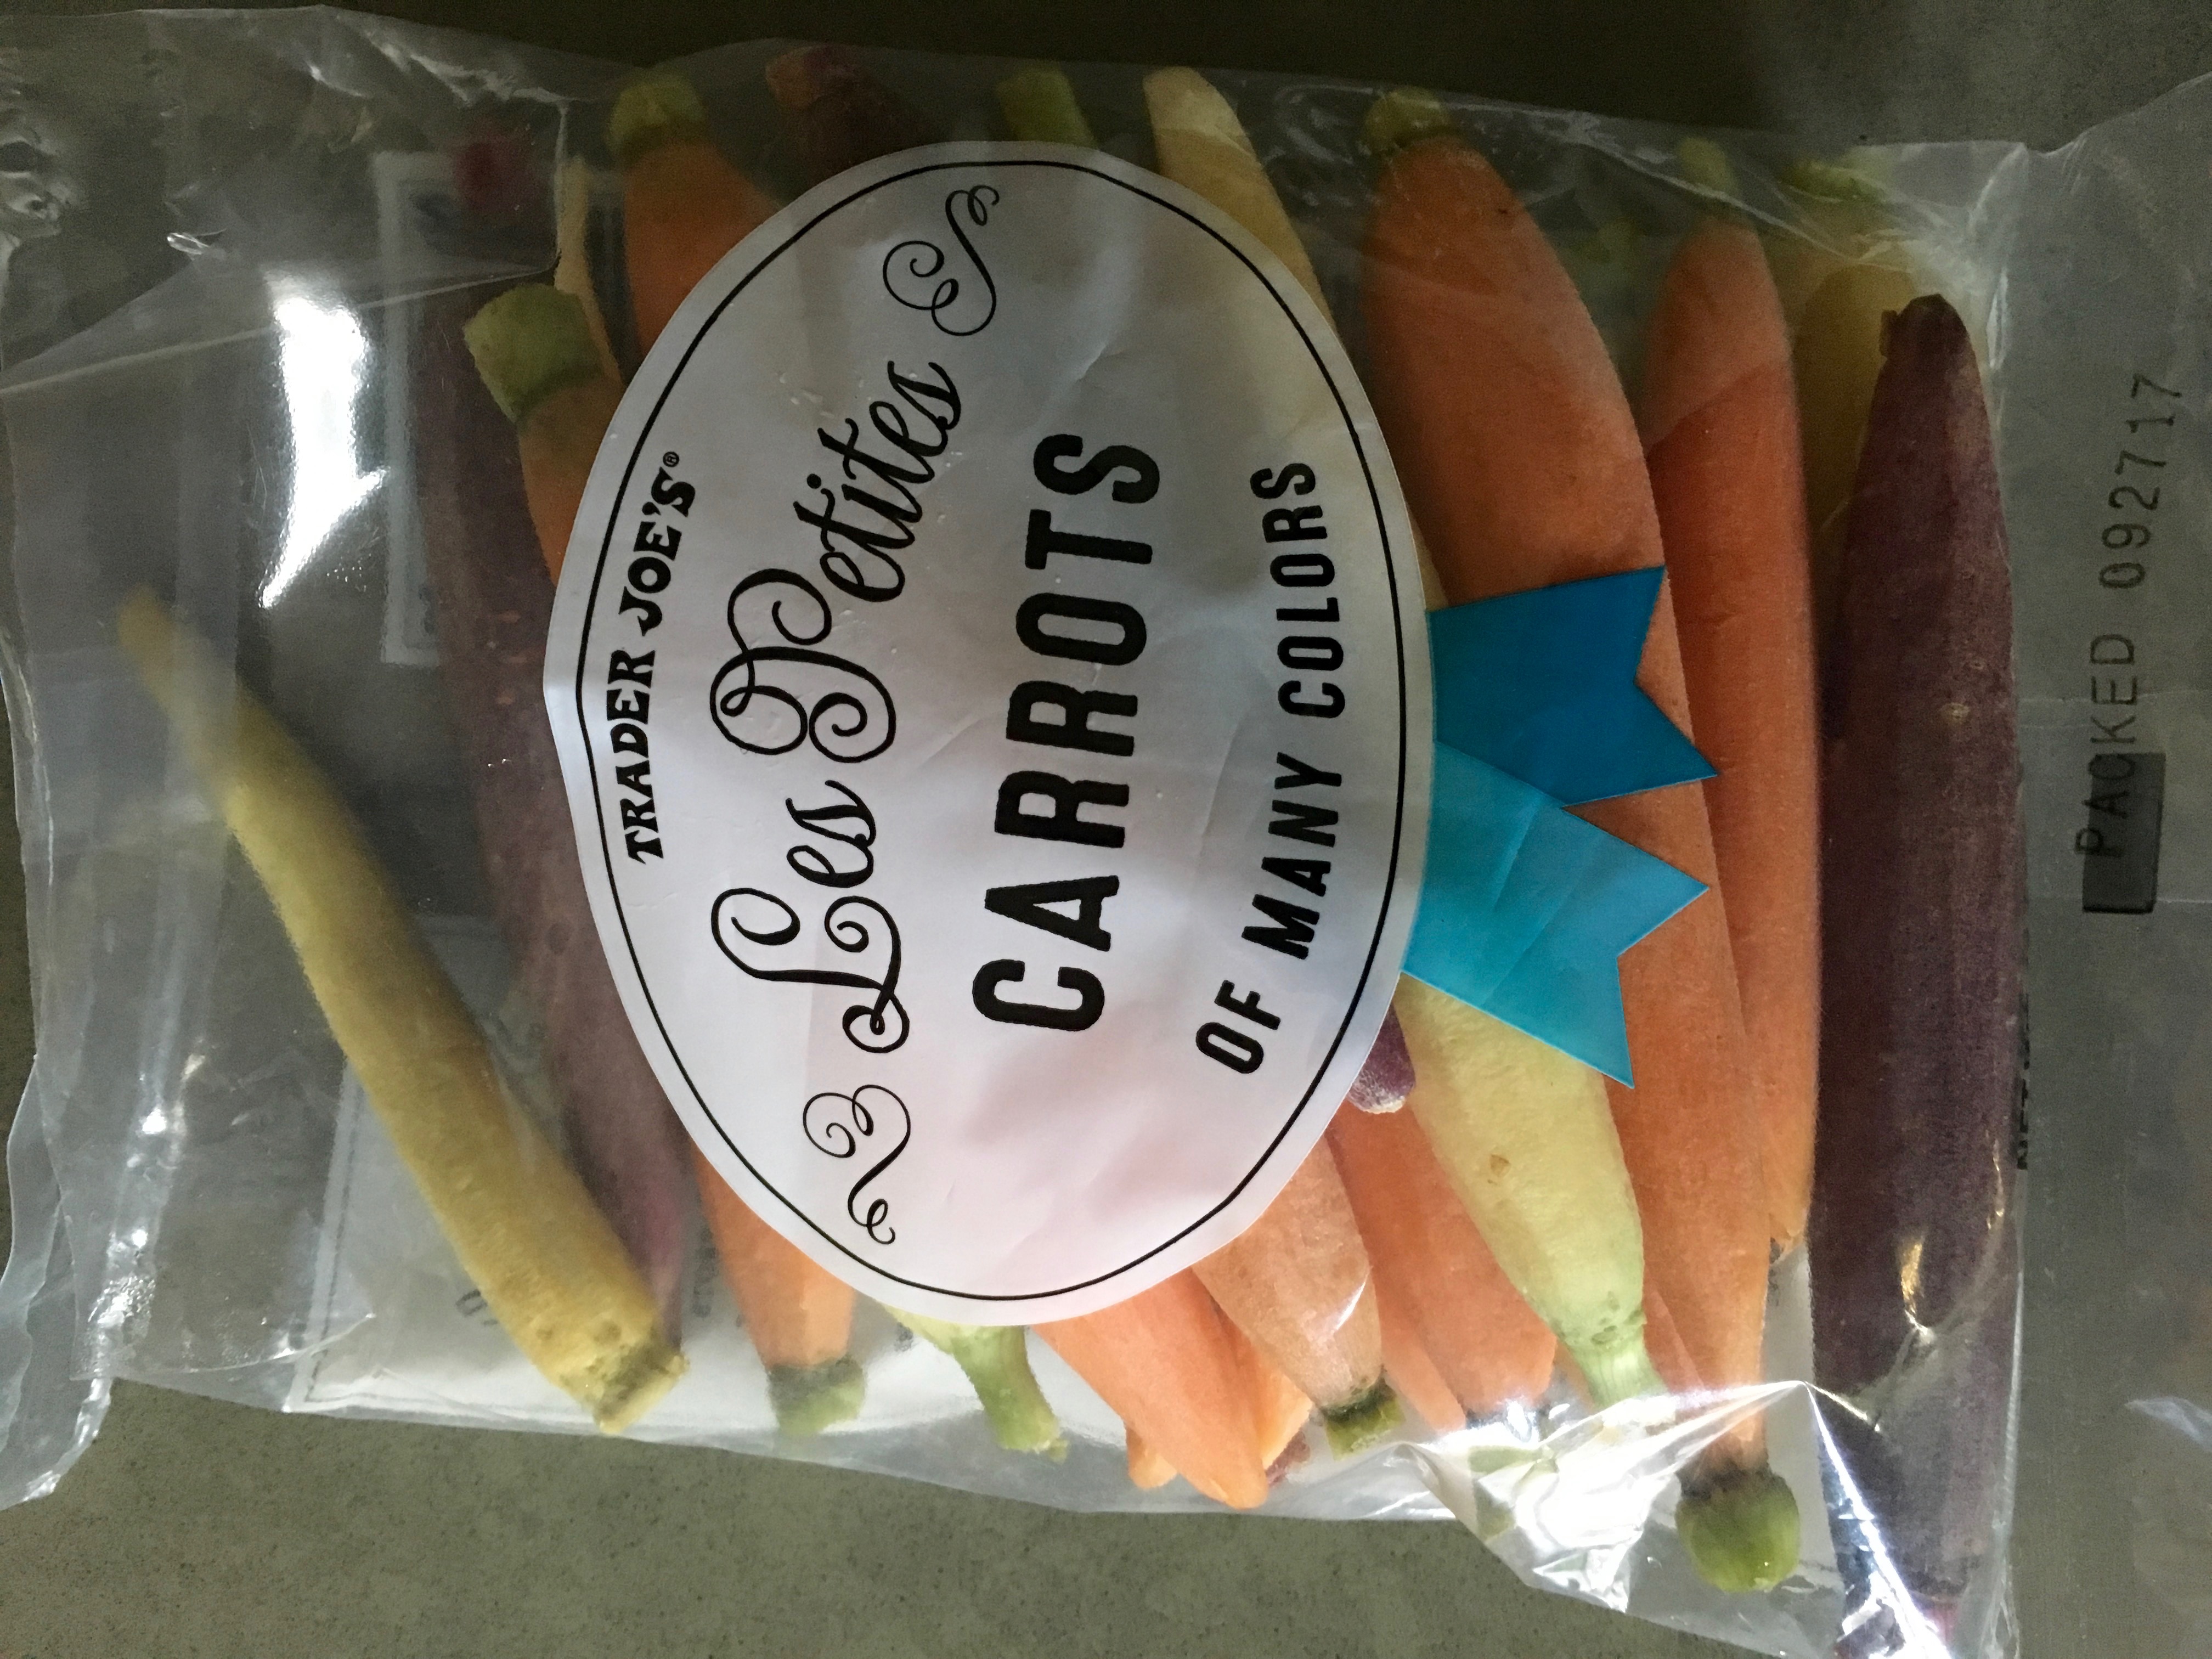 TRADER JOE'S®
Les Petites
CARROTS
OF MANY COLORS
PACKED 092717